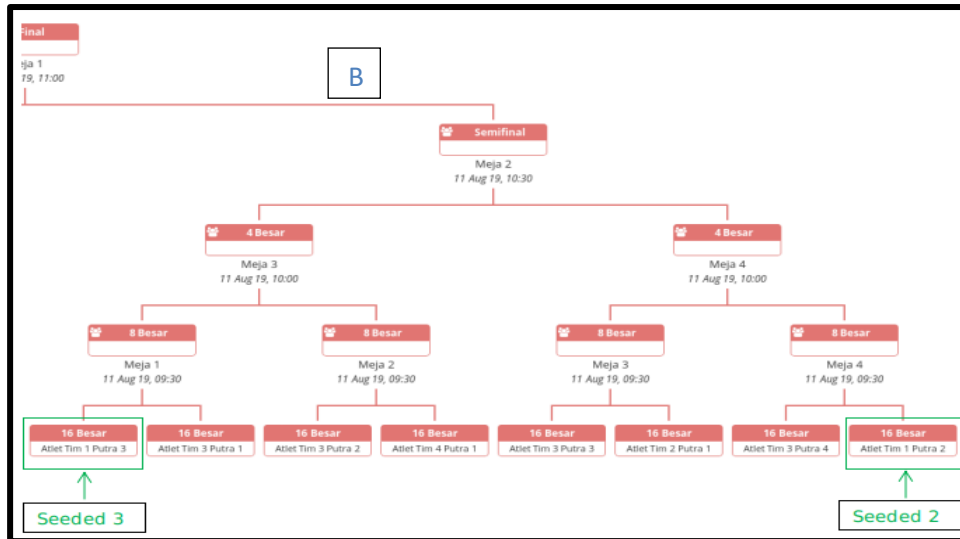 Final
eja 1
19, 11:00
B
Semifinal
Meja 2
11 Aug 19, 10:30
4 Besar
4 Besar
Meja 3
Meja 4
11 Aug 19, 10:00
11 Aug 19, 10:00
8 Besar
8 Besar
8 Besar
8 Besar
Meja 1
Meja 2
Meja 3
Meja 4
11 Aug 19, 09:30
11 Aug 19, 09:30
11 Aug 19, 09:30
11 Aug 19, 09:30
16 Besar
16 Besar
16 Besar
16 Besar
16 Besar
16 Besar
16 Besar
16 Besar
Atlet Tim 1 Putra 3
Atlet Tim 3 Putra 1
Atlet Tim 3 Putra 2
Atlet Tim 4 Putra 1
Atlet Tim 3 Putra 3
Atlet Tim 2 Putra 1
Atlet Tim 3 Putra 4
Atlet Tim 1 Putra 2
Seeded 3
Seeded 2